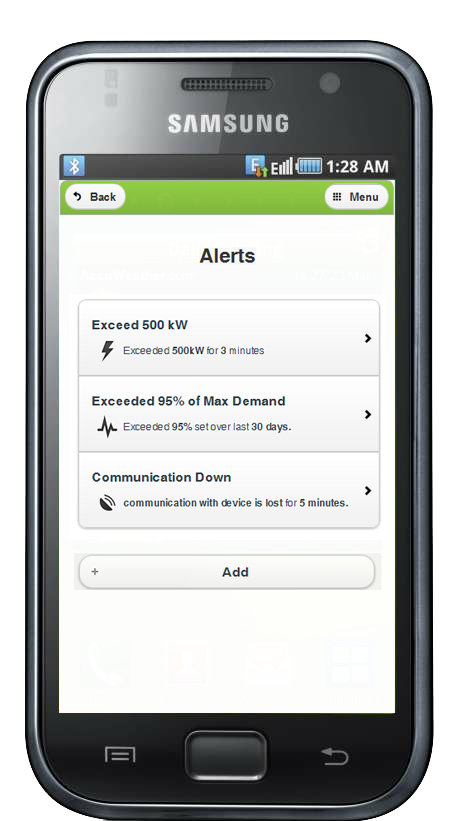 SAMSUNG
1:28 AM
Back
Menu
Alerts
Exceed 500 kW
Exceeded 500kW for 3 minutes
Exceeded 95% of Max Demand
Exceeded 95% set over last 30 days.
Communication Down
communication with device is lost for 5 minutes.
+ Add